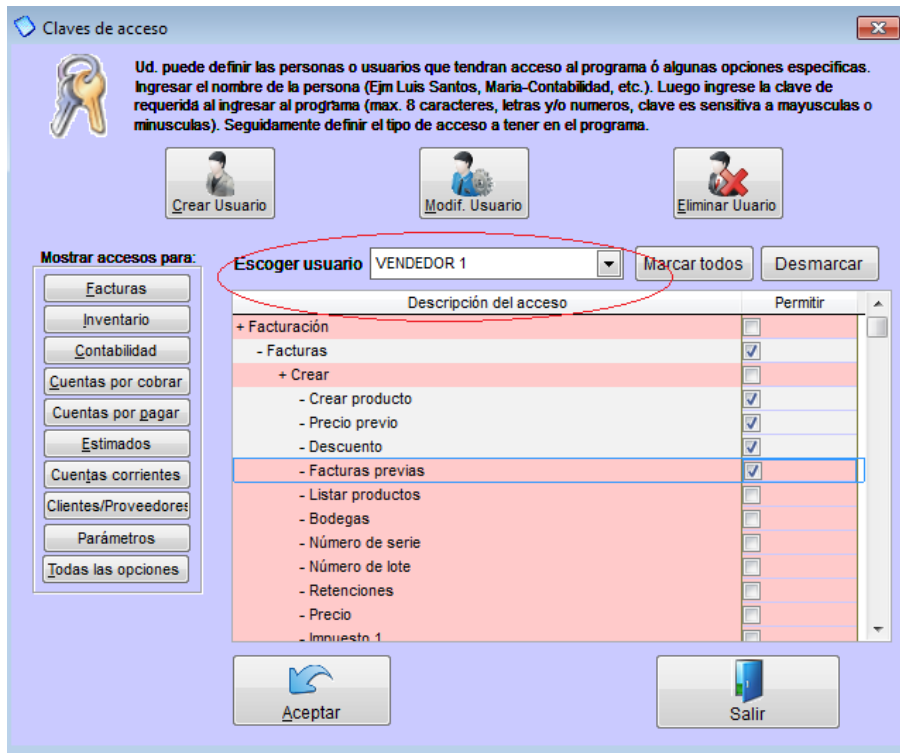 Claves de acceso
Ud. puede definir las personas o usuarios que tendran acceso al programa ó algunas opciones especificas.
Ingresar el nombre de la persona (Ejm Luis Santos, Maria-Contabilidad, etc.). Luego ingrese la clave de
requerida al ingresar al programa (max. 8 caracteres, letras y/o numeros, clave es sensitiva a mayusculas o
minusculas). Seguidamente definir el tipo de acceso a tener en el programa.
Crear Usuario
Modif. Usuario
Eliminar Uuario
Mostrar accesos para:
Facturas
Inventario
Contabilidad
Cuentas por cobrar
Cuentas por pagar
Estimados
Cuentas corrientes
Clientes/Proveedores
Parámetros
Todas las opciones
Escoger usuario VENDEDOR 1
Marcar todos
Desmarcar
Descripción del acceso Permitir
+ Facturación
- Facturas
+ Crear
- Crear producto
- Precio previo
- Descuento
- Facturas previas
- Listar productos
- Bodegas
- Número de serie
- Número de lote
- Retenciones
- Precio
- Impuesto 1
Aceptar
Salir